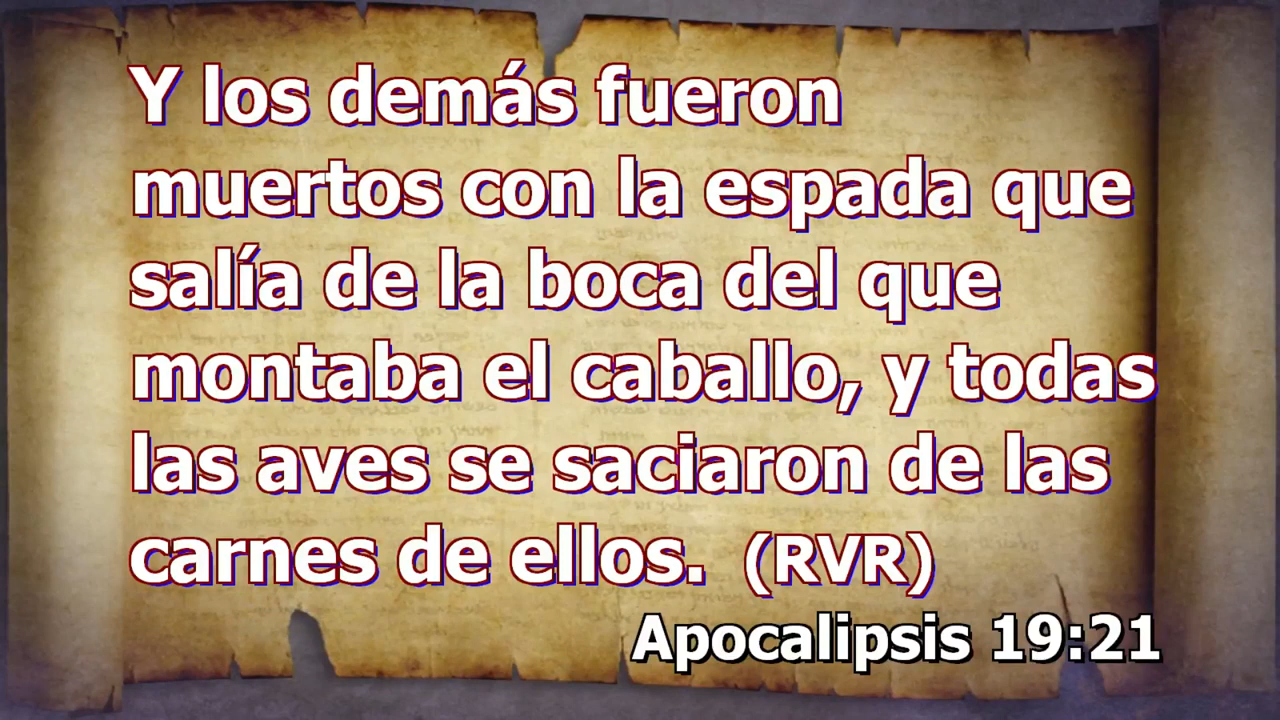 Y los demás fueron
muertos con la espada que
salía de la boca del que
montaba el caballo, y todas
las aves se saciaron de las
carnes de ellos. (RVR)
Apocalipsis 19:21